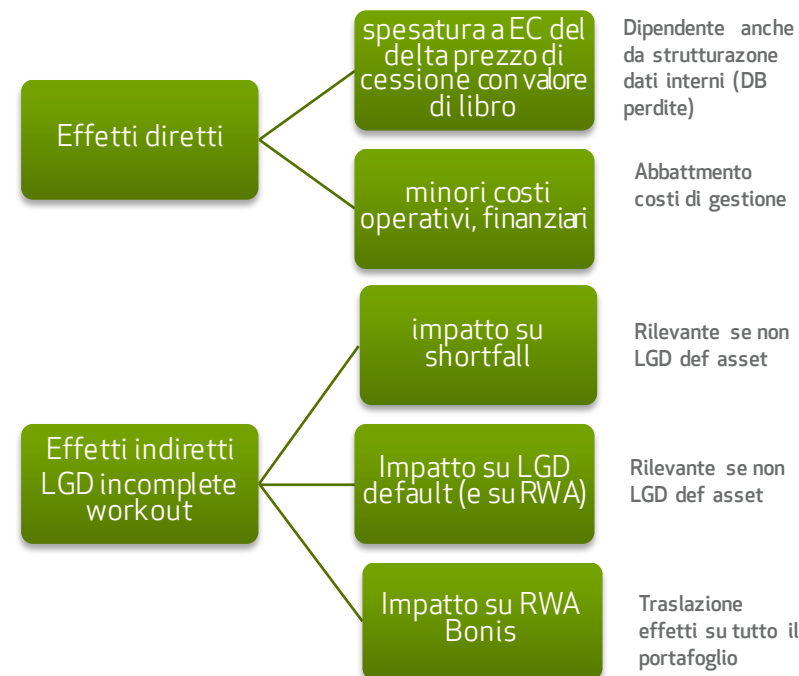 spesatura a EC del
delta prezzo di
cessione con valore
di libro
Dipendente anche
da strutturazone
dati interni (DB
perdite)
Effetti diretti
minori costi
operativi, finanziari
Abbattmento
costi di gestione
impatto su
shortfall
Rilevante se non
LGD def asset
Effetti indiretti
LGD incomplete
workout
Impatto su LGD
default (e su RWA)
Rilevante se non
LGD def asset
Impatto su RWA
Bonis
Traslazione
effetti su tutto il
portafoglio